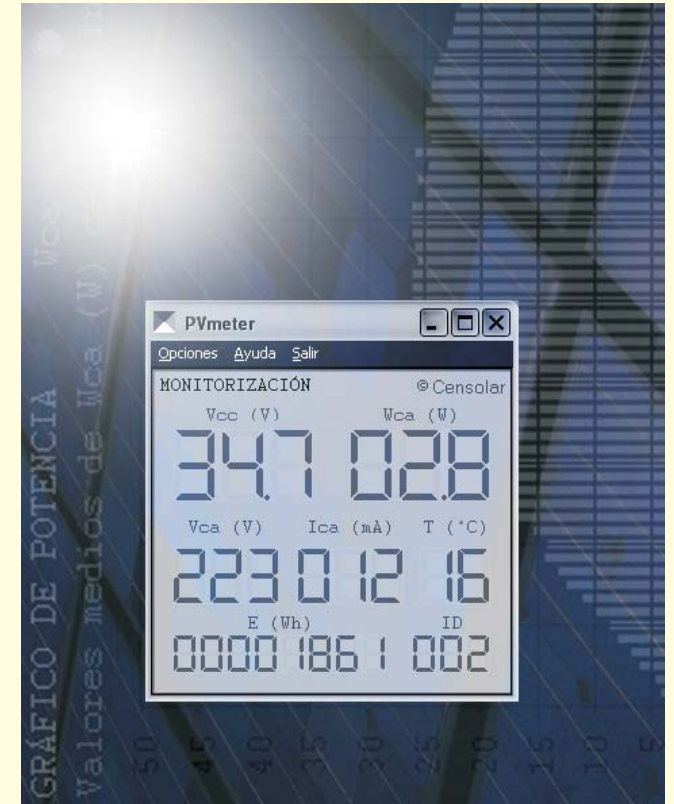 PVmeter
Opciones Ayuda Salir
MONITORIZACIÓN © Censolar
Vcc (V) Wca (W)
34.7 02.8
Vca (V) Ica (mA) T (°C)
223 012 16
E (Wh) ID
00001861 002
GRÁFICO DE POTENCIA Wca
Valores medios de Wca (W)
50 45 40 35 30 25 20 15 10 5